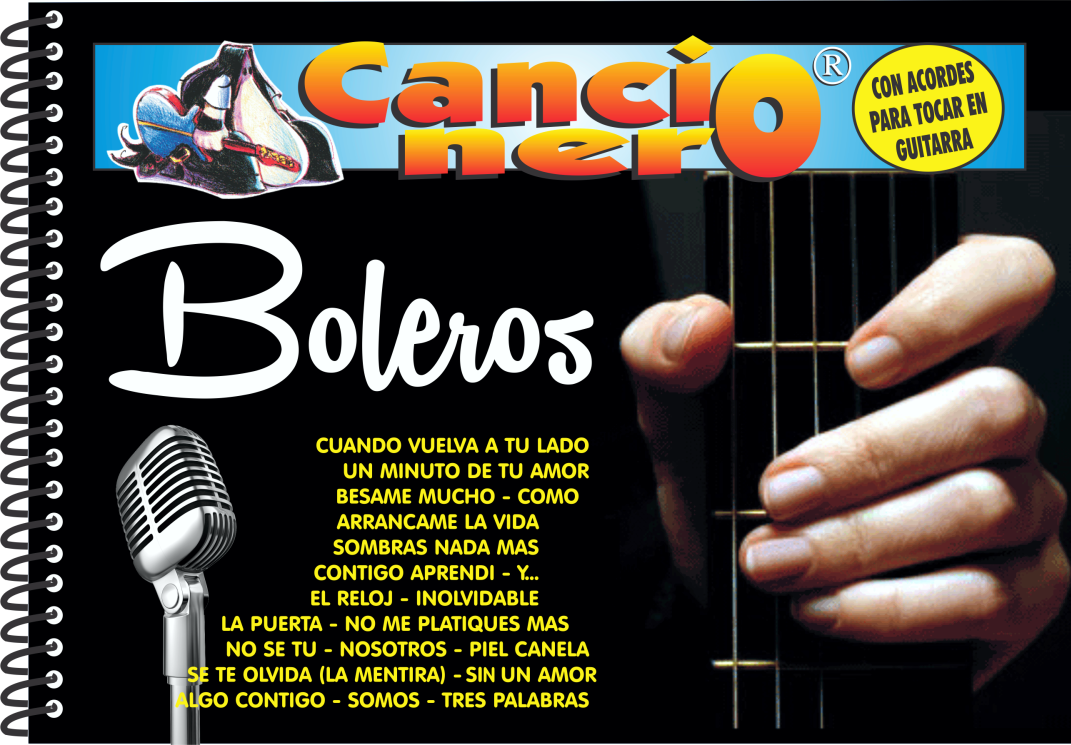 Canci
nerO
®
CON ACORDES
PARA TOCAR EN
GUITARRA
Boleros
CUANDO VUELVA A TU LADO
UN MINUTO DE TU AMOR
BESAME MUCHO - COMO
ARRANCAME LA VIDA
SOMBRAS NADA MAS
CONTIGO APRENDI - Y...
EL RELOJ - INOLVIDABLE
LA PUERTA - NO ME PLATIQUES MAS
NO SE TU - NOSOTROS - PIEL CANELA
SE TE OLVIDA (LA MENTIRA) - SIN UN AMOR
ALGO CONTIGO - SOMOS - TRES PALABRAS